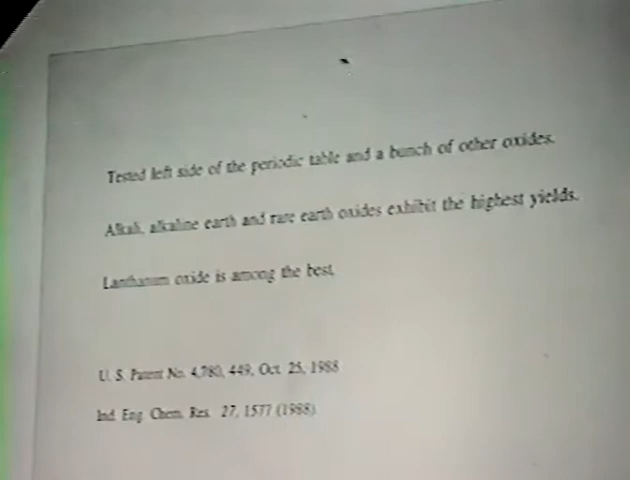 Tested left side of the periodic table and a bunch of other oxides.
Alkali, alkaline earth and rare earth oxides exhibit the highest yields.
Lanthanum oxide is among the best.
U. S. Patent No. 4,780, 449, Oct. 25, 1988
Ind. Eng. Chem. Res. 27, 1577 (1988).